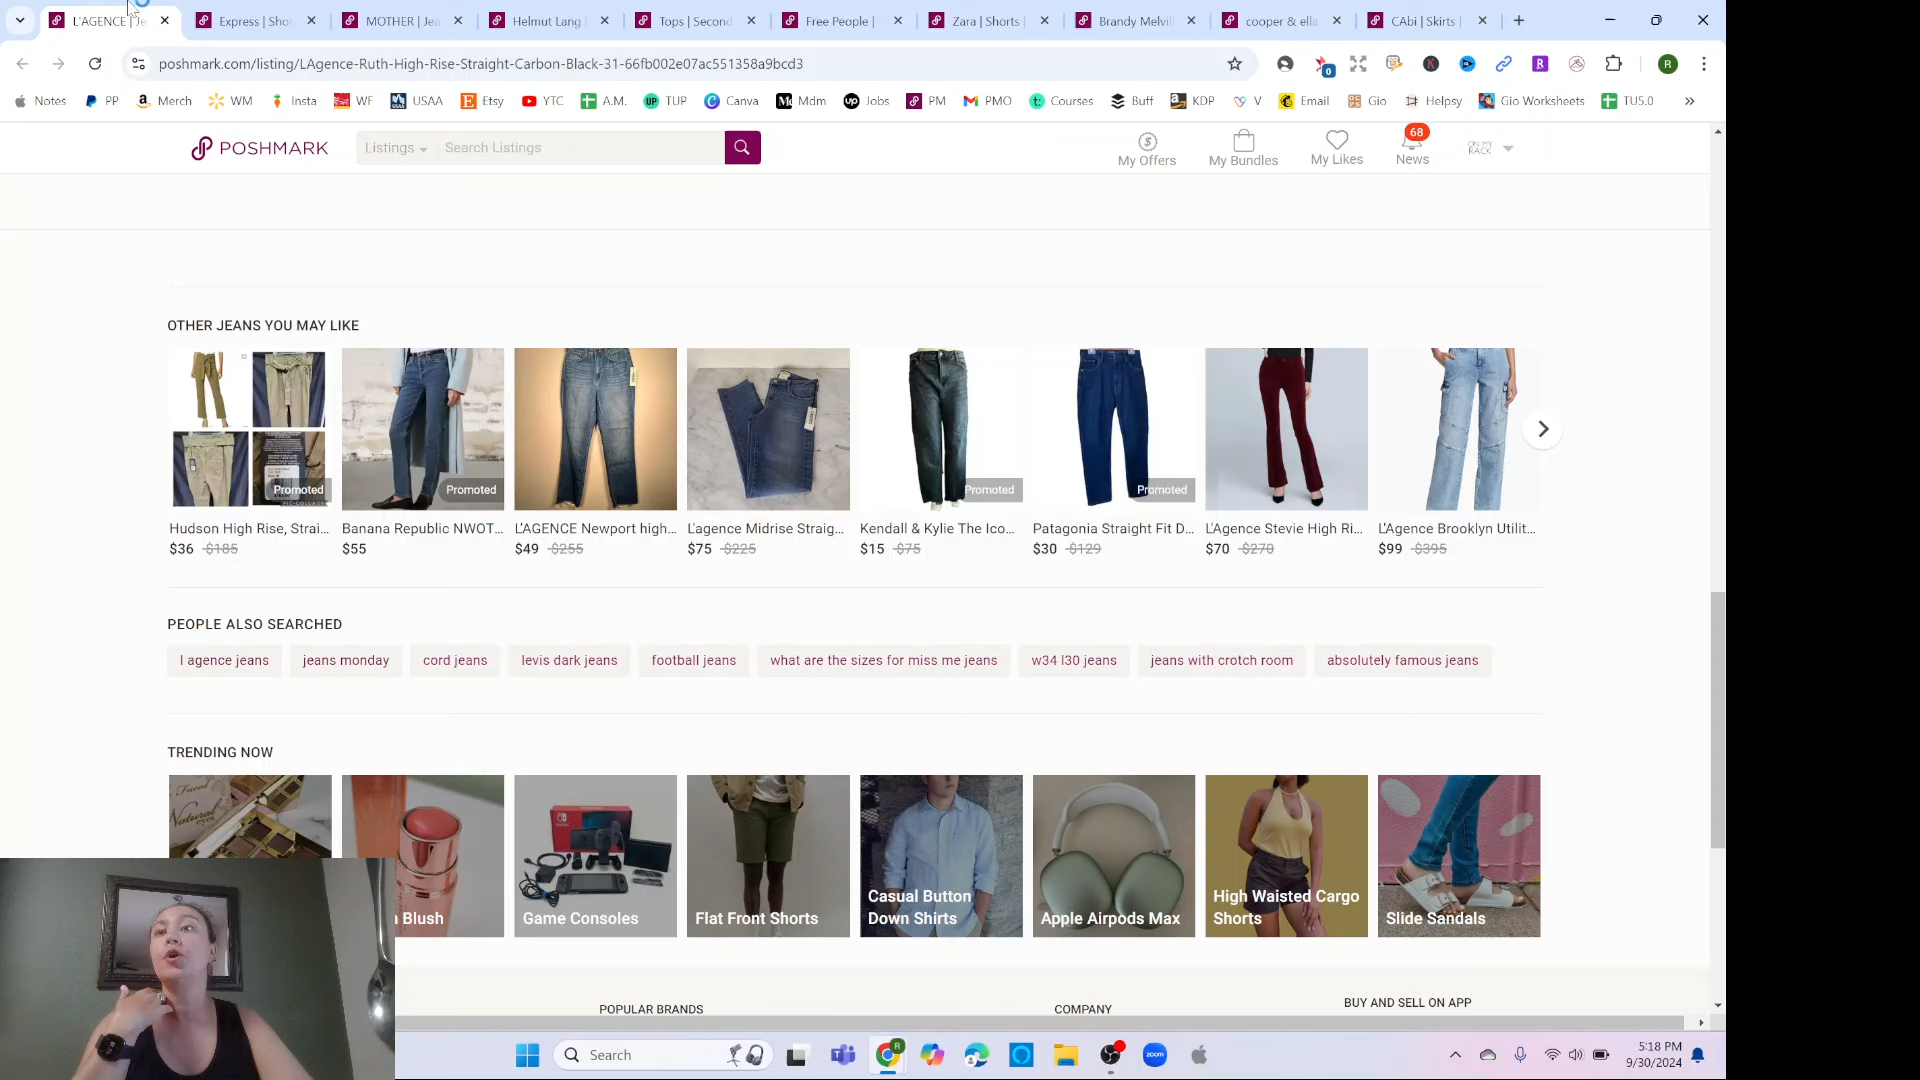 L'AGENCE | Je
Express | Shor
MOTHER | Jea
Helmut Lang
Tops | Second
Free People |
Zara | Shorts |
Brandy Melvil
cooper & ella
CAbi | Skirts |
poshmark.com/listing/LAgence-Ruth-High-Rise-Straight-Carbon-Black-31-66fb002e07ac551358a9bcd3
0
R
Notes
PP
Merch
WM
Insta
WF
USAA
Etsy
YTC
A.M.
TUP
Canva
Mdm
Jobs
PM
PMO
Courses
Buff
KDP
V
Email
Gio
Helpsy
Gio Worksheets
TU5.0
POSHMARK
Listings
Search Listings
My Offers
My Bundles
My Likes
68
News
ON MY
RACK
OTHER JEANS YOU MAY LIKE
Promoted
Promoted
Promoted
Promoted
Hudson High Rise, Strai...
Banana Republic NWOT...
L'AGENCE Newport high...
L'agence Midrise Straig...
Kendall & Kylie The Ico...
Patagonia Straight Fit D...
L'Agence Stevie High Ri...
L'Agence Brooklyn Utilit...
$36 $185
$55
$49 $255
$75 $225
$15 $75
$30 $129
$70 $270
$99 $395
PEOPLE ALSO SEARCHED
l agence jeans
jeans monday
cord jeans
levis dark jeans
football jeans
what are the sizes for miss me jeans
w34 l30 jeans
jeans with crotch room
absolutely famous jeans
TRENDING NOW
Faced
Natural
eyes
Blush
Game Consoles
Flat Front Shorts
Casual Button
Down Shirts
Apple Airpods Max
High Waisted Cargo
Shorts
Slide Sandals
POPULAR BRANDS
COMPANY
BUY AND SELL ON APP
Search
zoom
5:18 PM
9/30/2024